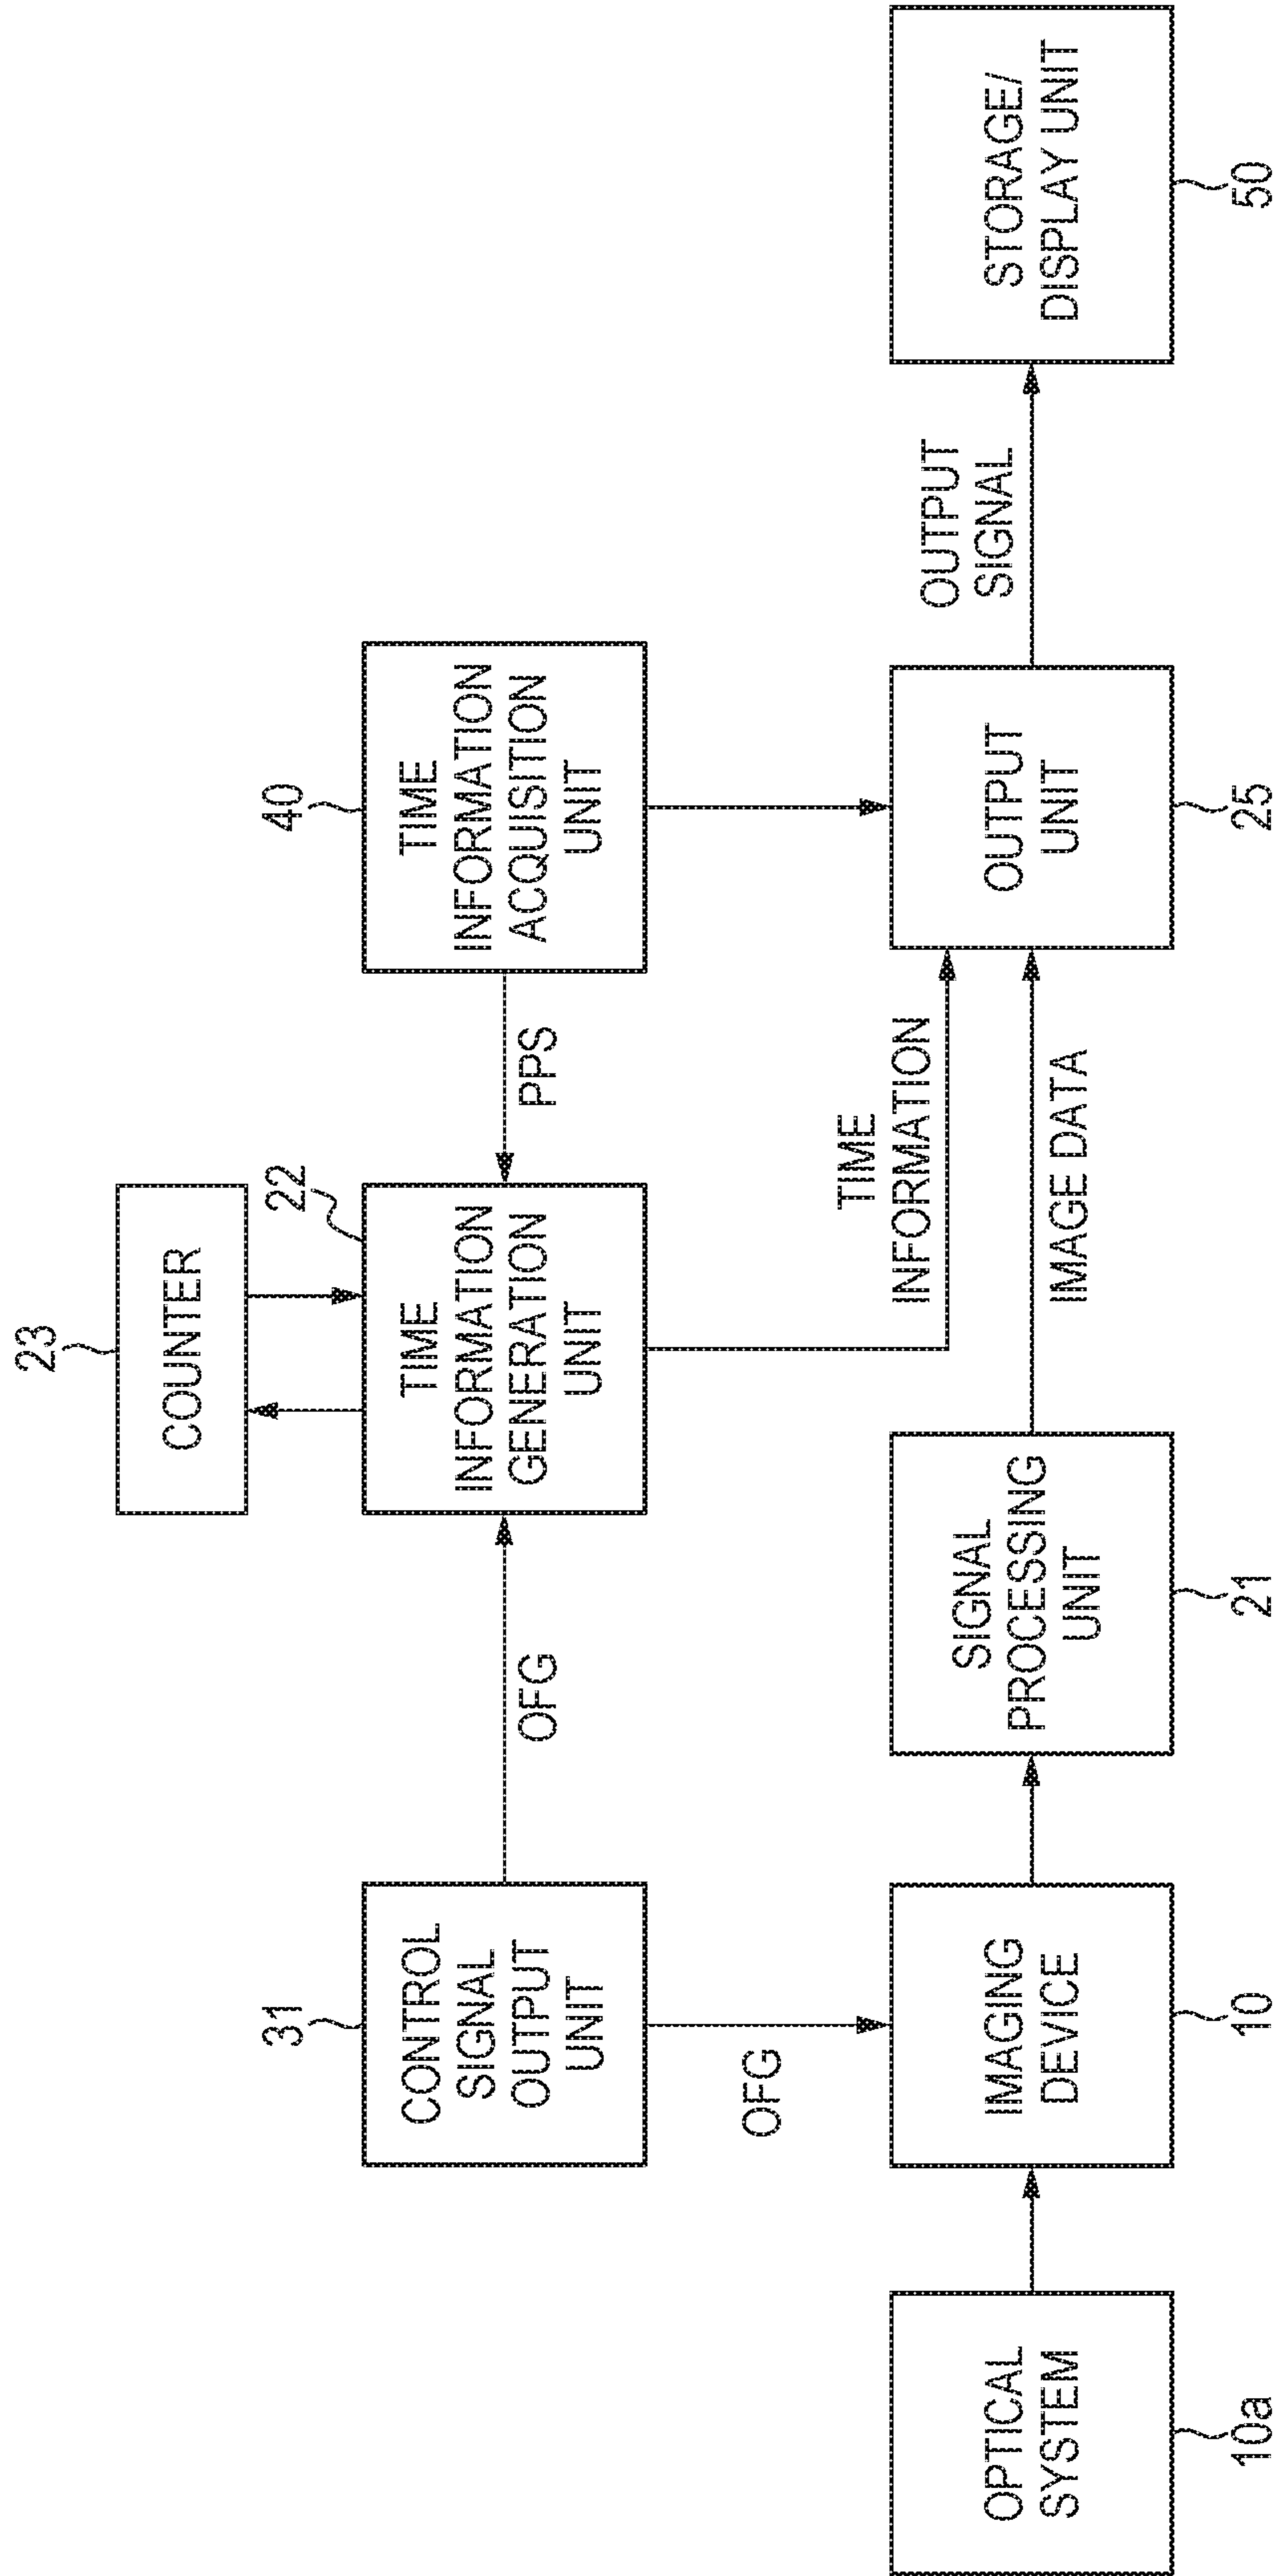 23
COUNTER
22
40
31
CONTROL
SIGNAL
OUTPUT
UNIT
OFG
TIME
INFORMATION
GENERATION
UNIT
PPS
TIME
INFORMATION
ACQUISITION
UNIT
OFG
TIME
INFORMATION
IMAGE DATA
OUTPUT
SIGNAL
OPTICAL
SYSTEM
10a
IMAGING
DEVICE
10
SIGNAL
PROCESSING
UNIT
21
OUTPUT
UNIT
25
STORAGE/
DISPLAY UNIT
50